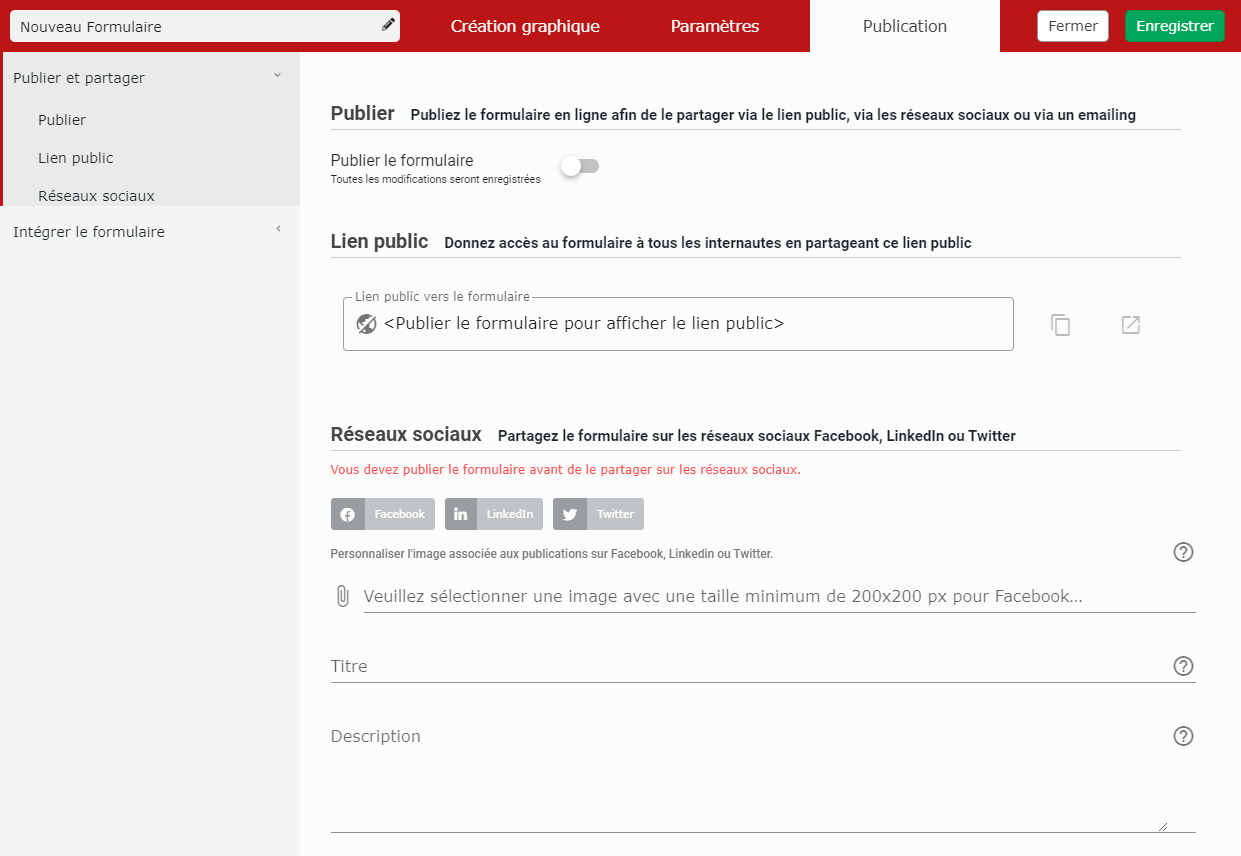 Nouveau Formulaire
Création graphique
Paramètres
Publication
Fermer
Enregistrer
Publier et partager
Publier
Lien public
Réseaux sociaux
Intégrer le formulaire
Publier Publiez le formulaire en ligne afin de le partager via le lien public, via les réseaux sociaux ou via un emailing
Publier le formulaire
Toutes les modifications seront enregistrées
Lien public Donnez accès au formulaire à tous les internautes en partageant ce lien public
Lien public vers le formulaire
<Publier le formulaire pour afficher le lien public>
Réseaux sociaux Partagez le formulaire sur les réseaux sociaux Facebook, LinkedIn ou Twitter
Vous devez publier le formulaire avant de le partager sur les réseaux sociaux.
Facebook
LinkedIn
Twitter
Personnaliser l'image associée aux publications sur Facebook, Linkedin ou Twitter.
Veuillez sélectionner une image avec une taille minimum de 200x200 px pour Facebook...
Titre
Description